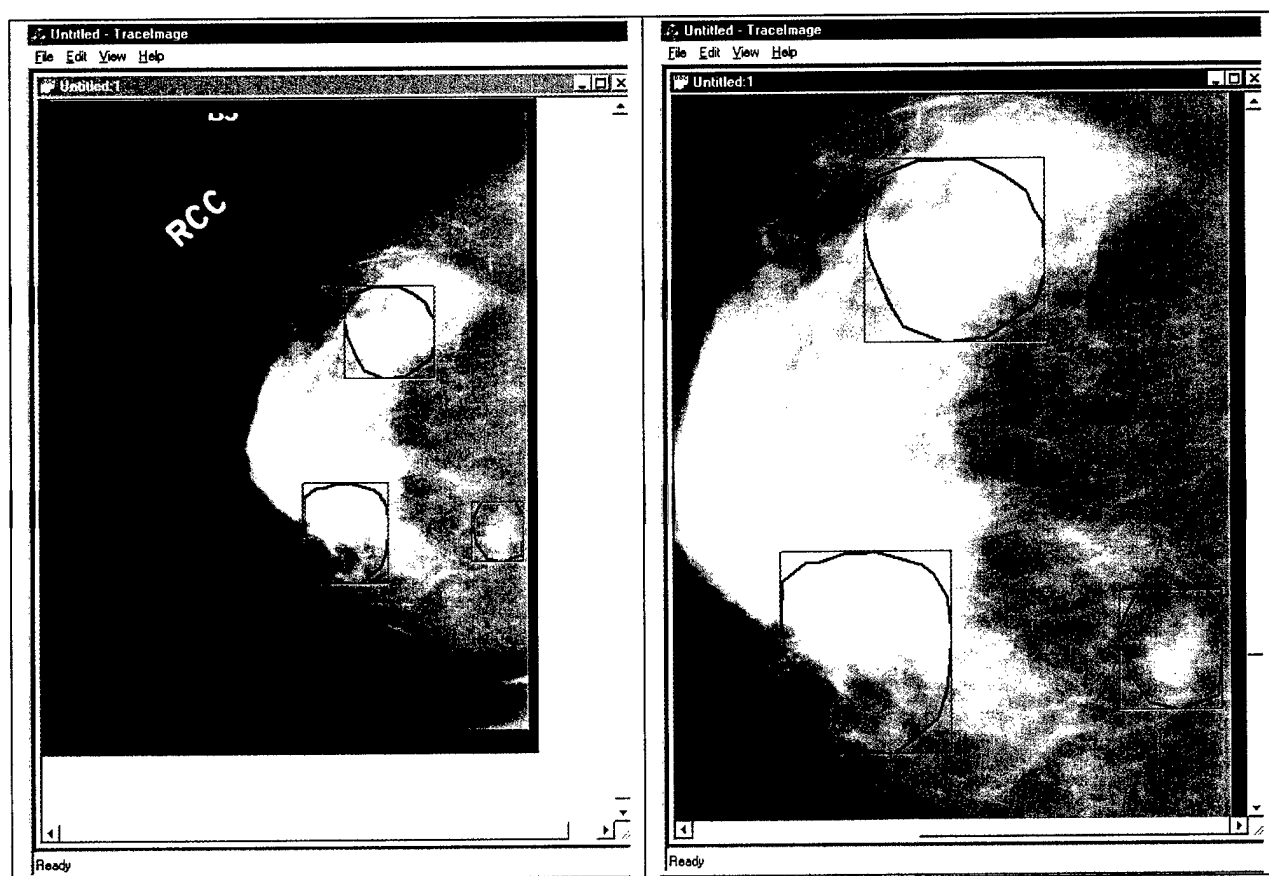 Untitled - TraceImage
File Edit View Help
Untitled:1
RCC
Ready
Untitled - TraceImage
File Edit View Help
Untitled:1
Ready